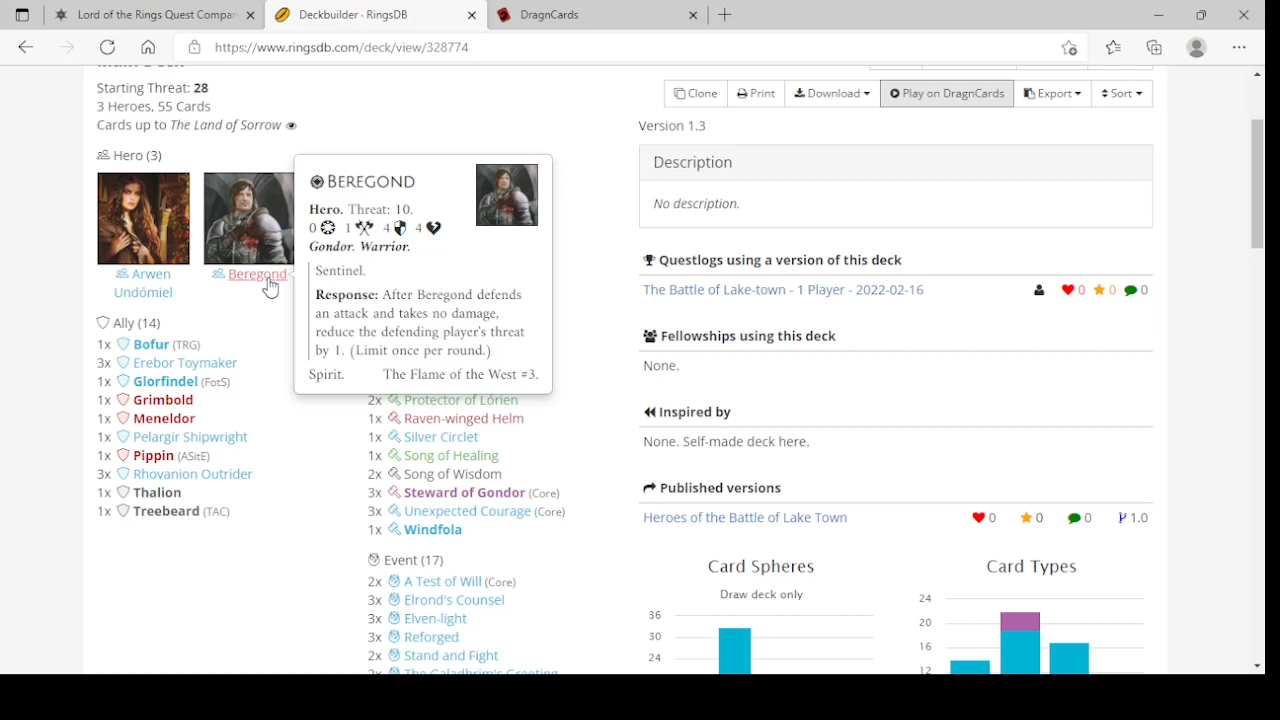 Lord of the Rings Quest Compan
Deckbuilder · RingsDB
DragnCards
https://www.ringsdb.com/deck/view/328774
Starting Threat: 28
3 Heroes, 55 Cards
Cards up to The Land of Sorrow
Hero (3)
Arwen
Undómiel
Beregond
BEREGOND
Hero. Threat: 10.
0 1 4 4
Gondor. Warrior.
Sentinel.
Response: After Beregond defends
an attack and takes no damage,
reduce the defending player's threat
by 1. (Limit once per round.)
Spirit. The Flame of the West #3.
Ally (14)
1x Bofur (TRG)
3x Erebor Toymaker
1x Glorfindel (FotS)
1x Grimbold
1x Meneldor
1x Pelargir Shipwright
1x Pippin (ASitE)
3x Rhovanion Outrider
1x Thalion
1x Treebeard (TAC)
2x Protector of Lórien
1x Raven-winged Helm
1x Silver Circlet
1x Song of Healing
2x Song of Wisdom
3x Steward of Gondor (Core)
3x Unexpected Courage (Core)
1x Windfola
Event (17)
2x A Test of Will (Core)
3x Elrond's Counsel
3x Elven-light
3x Reforged
2x Stand and Fight
2x The Galadhrim's Greeting
Clone
Print
Download
Play on DragnCards
Export
Sort
Version 1.3
Description
No description.
Questlogs using a version of this deck
The Battle of Lake-town - 1 Player - 2022-02-16 0 0 0
Fellowships using this deck
None.
Inspired by
None. Self-made deck here.
Published versions
Heroes of the Battle of Lake Town 0 0 0 1.0
Card Spheres
Draw deck only
36
30
24
Card Types
24
20
16
12